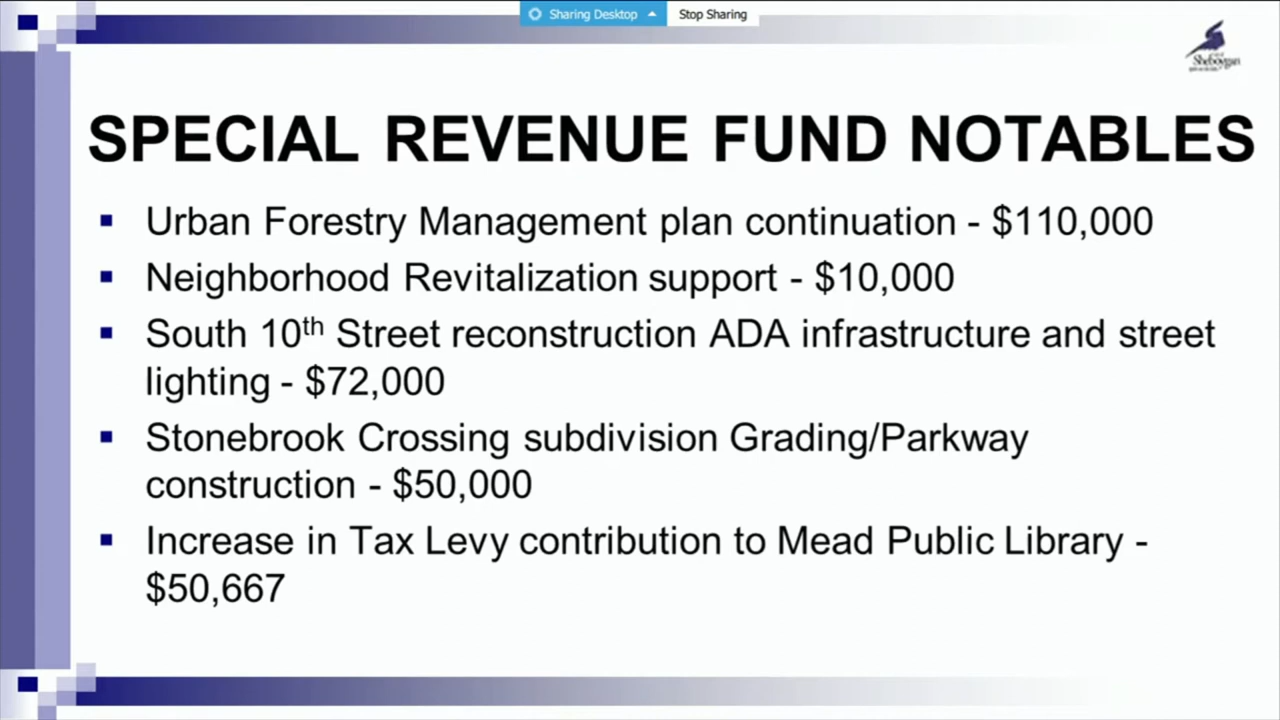 Sharing Desktop Stop Sharing
Sheboygan
SPECIAL REVENUE FUND NOTABLES
▪ Urban Forestry Management plan continuation - $110,000
▪ Neighborhood Revitalization support - $10,000
▪ South 10th Street reconstruction ADA infrastructure and street
lighting - $72,000
▪ Stonebrook Crossing subdivision Grading/Parkway
construction - $50,000
▪ Increase in Tax Levy contribution to Mead Public Library -
$50,667